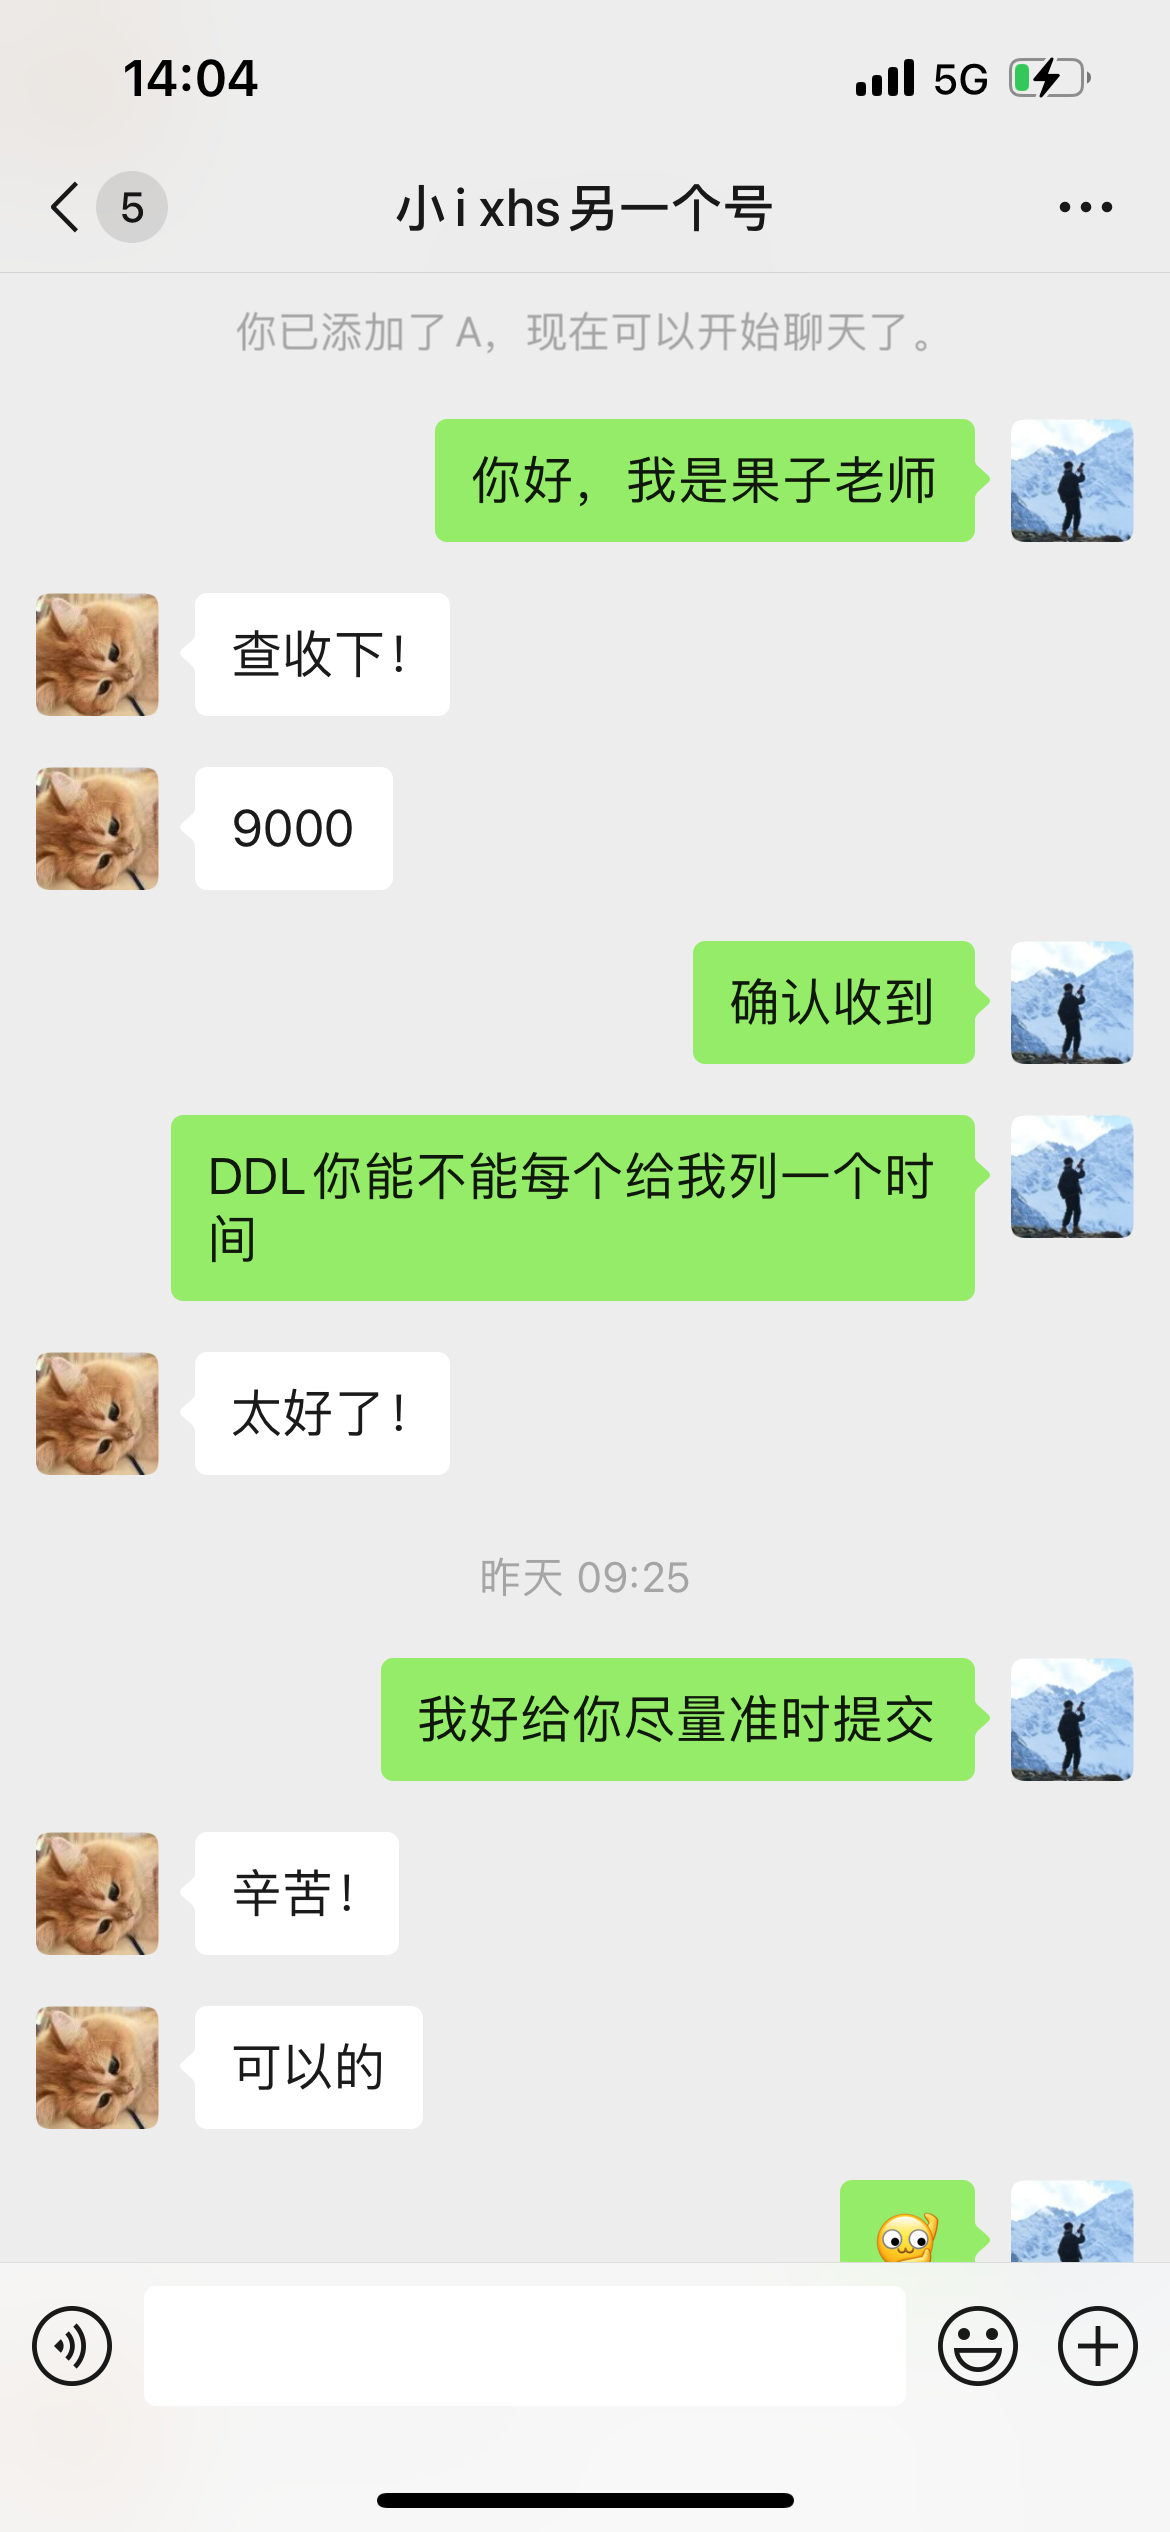 14:04
5G
5
小i xhs另一个号
你已添加了A，现在可以开始聊天了。
你好，我是果子老师
查收下！
9000
确认收到
DDL你能不能每个给我列一个时
间
太好了！
昨天 09:25
我好给你尽量准时提交
辛苦！
可以的